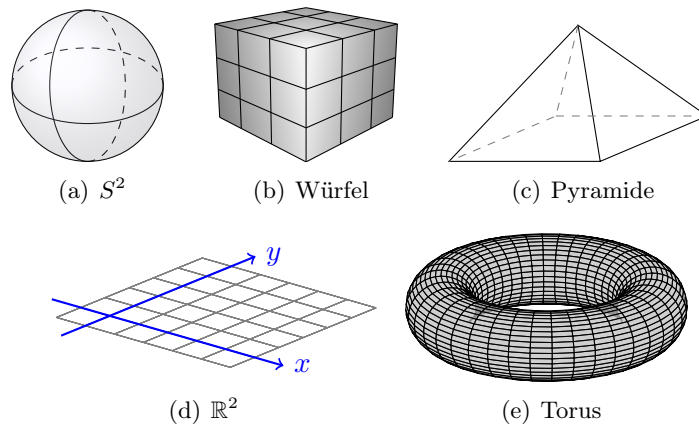 (a) S²
(b) Würfel
(c) Pyramide
y
x
(d) ℝ²
(e) Torus